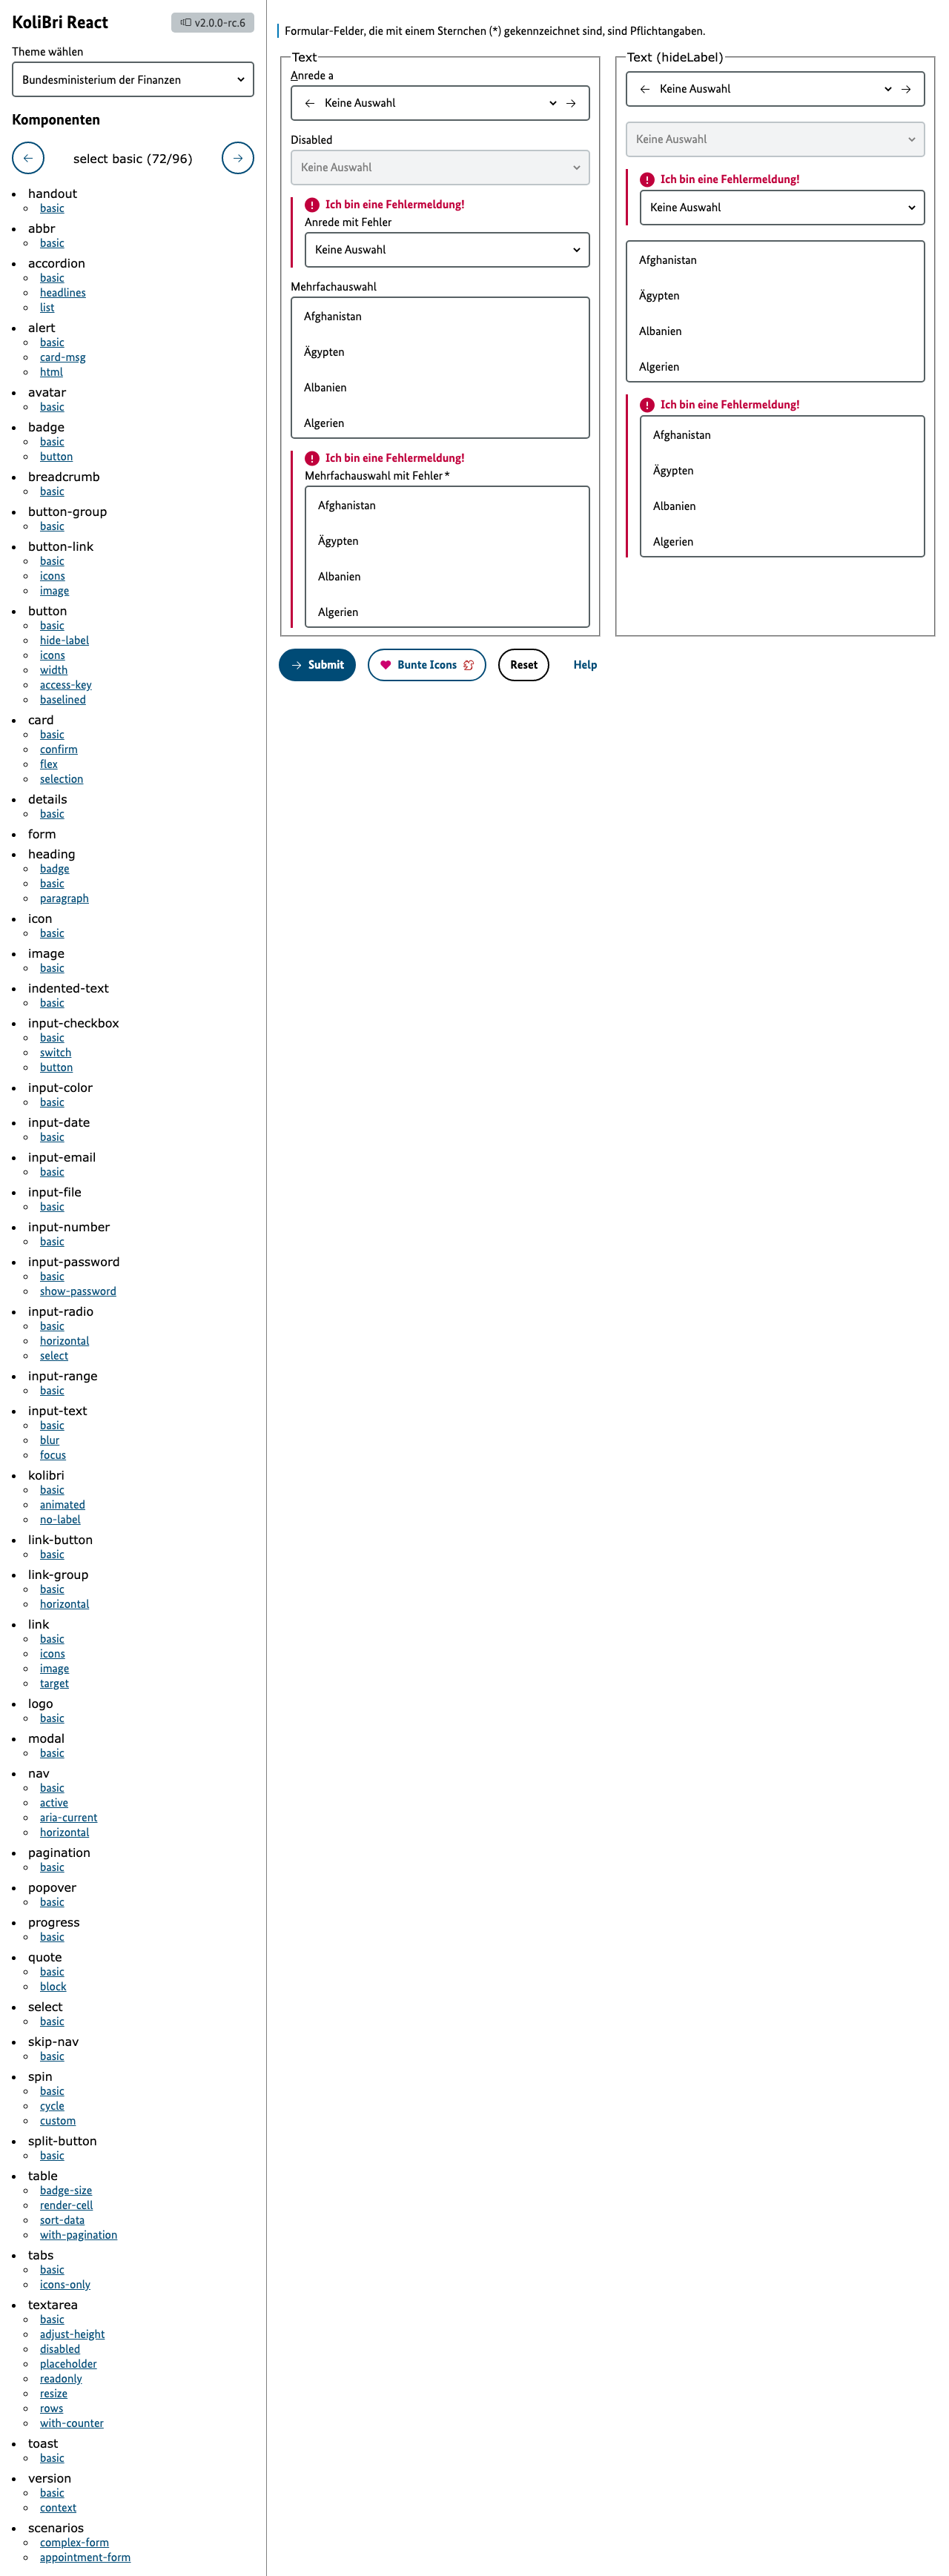 KoliBri React
v2.0.0-rc.6
Theme wählen
Bundesministerium der Finanzen
Komponenten
select basic (72/96)
handout
basic
abbr
basic
accordion
basic
headlines
list
alert
basic
card-msg
html
avatar
basic
badge
basic
button
breadcrumb
basic
button-group
basic
button-link
basic
icons
image
button
basic
hide-label
icons
width
access-key
baselined
card
basic
confirm
flex
selection
details
basic
form
heading
badge
basic
paragraph
icon
basic
image
basic
indented-text
basic
input-checkbox
basic
switch
button
input-color
basic
input-date
basic
input-email
basic
input-file
basic
input-number
basic
input-password
basic
show-password
input-radio
basic
horizontal
select
input-range
basic
input-text
basic
blur
focus
kolibri
basic
animated
no-label
link-button
basic
link-group
basic
horizontal
link
basic
icons
image
target
logo
basic
modal
basic
nav
basic
active
aria-current
horizontal
pagination
basic
popover
basic
progress
basic
quote
basic
block
select
basic
skip-nav
basic
spin
basic
cycle
custom
split-button
basic
table
badge-size
render-cell
sort-data
with-pagination
tabs
basic
icons-only
textarea
basic
adjust-height
disabled
placeholder
readonly
resize
rows
with-counter
toast
basic
version
basic
context
scenarios
complex-form
appointment-form
Formular-Felder, die mit einem Sternchen (*) gekennzeichnet sind, sind Pflichtangaben.
Text
Anrede a
Keine Auswahl
Disabled
Keine Auswahl
Ich bin eine Fehlermeldung!
Anrede mit Fehler
Keine Auswahl
Mehrfachauswahl
Afghanistan
Ägypten
Albanien
Algerien
Ich bin eine Fehlermeldung!
Mehrfachauswahl mit Fehler*
Afghanistan
Ägypten
Albanien
Algerien
Text (hideLabel)
Keine Auswahl
Keine Auswahl
Ich bin eine Fehlermeldung!
Keine Auswahl
Afghanistan
Ägypten
Albanien
Algerien
Ich bin eine Fehlermeldung!
Afghanistan
Ägypten
Albanien
Algerien
Submit
Bunte Icons
Reset
Help